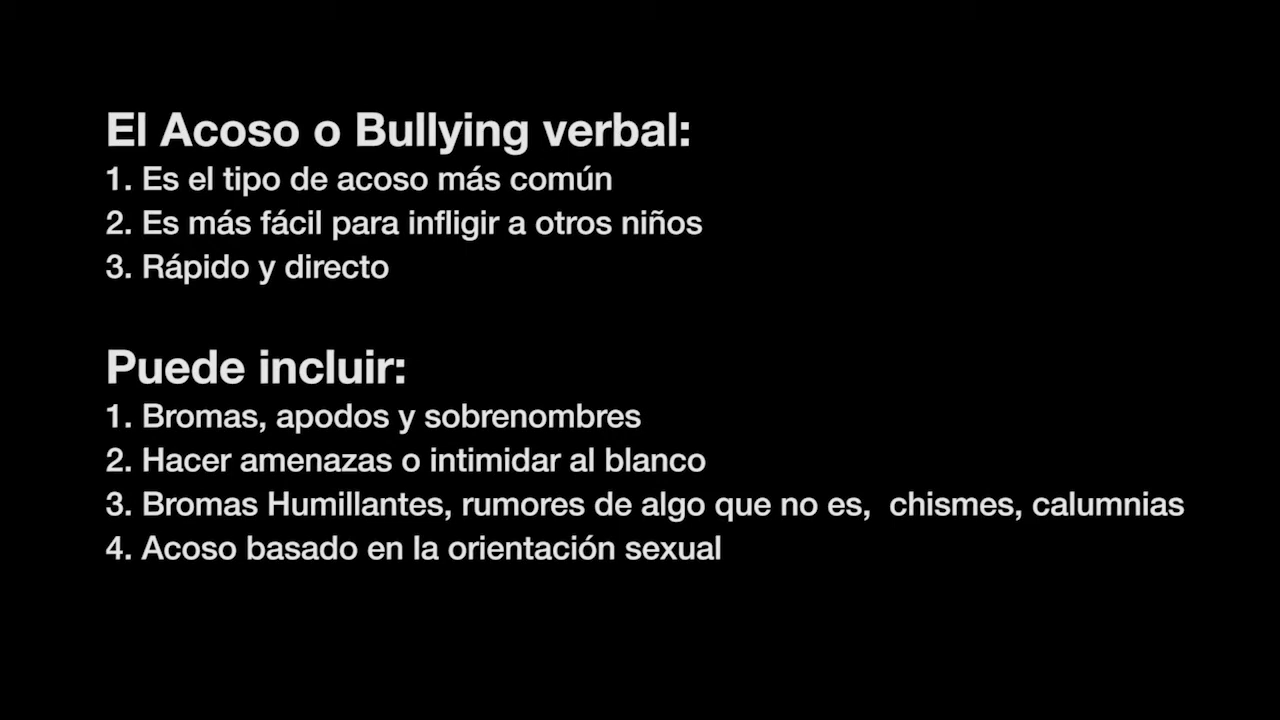 El Acoso o Bullying verbal:
1. Es el tipo de acoso más común
2. Es más fácil para infligir a otros niños
3. Rápido y directo
Puede incluir:
1. Bromas, apodos y sobrenombres
2. Hacer amenazas o intimidar al blanco
3. Bromas Humillantes, rumores de algo que no es,  chismes, calumnias
4. Acoso basado en la orientación sexual